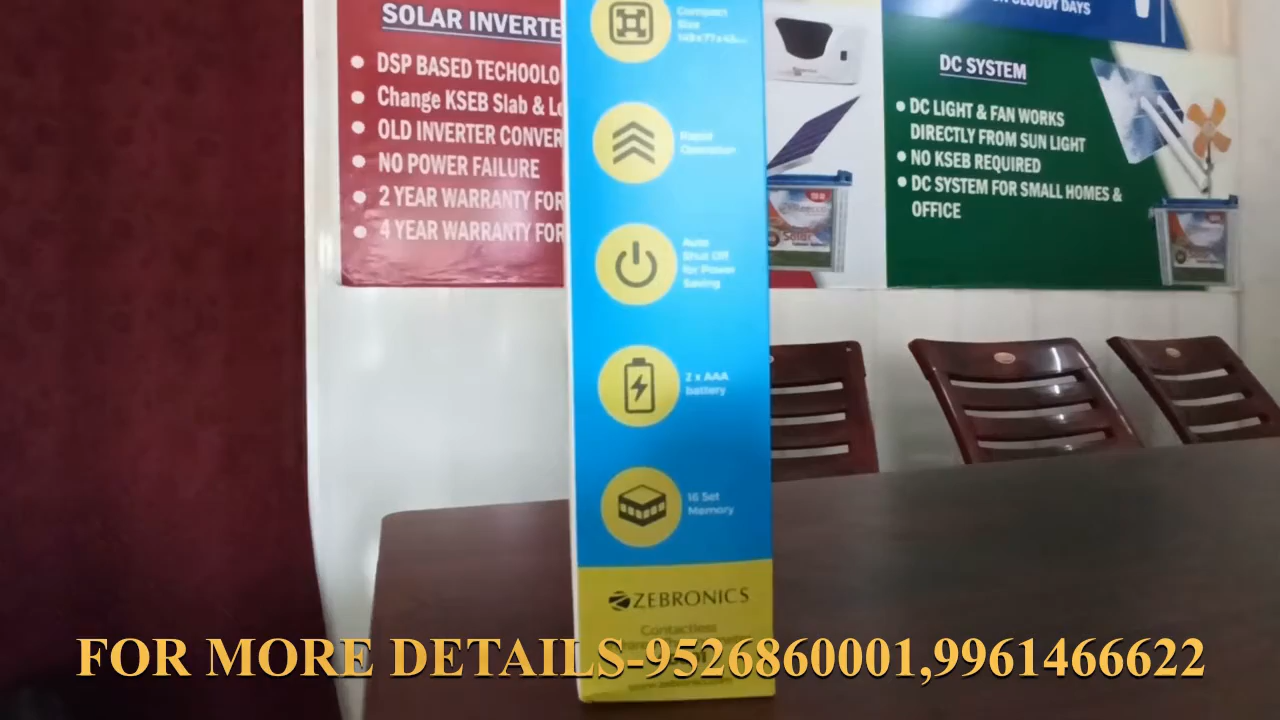 SOLAR INVERTE
DSP BASED TECHOOLO
Change KSEB Slab & Lo
OLD INVERTER CONVER
NO POWER FAILURE
2 YEAR WARRANTY FOR
4 YEAR WARRANTY FOR
Compact
Size
Rapid
Operation
Auto
Shut Off
for Power
Saving
2 x AAA
battery
16 Set
Memory
ZEBRONICS
Contactless
CLOUDY DAYS
DC SYSTEM
DC LIGHT & FAN WORKS
DIRECTLY FROM SUN LIGHT
NO KSEB REQUIRED
DC SYSTEM FOR SMALL HOMES &
OFFICE
Solar
FOR MORE DETAILS-9526860001,9961466622